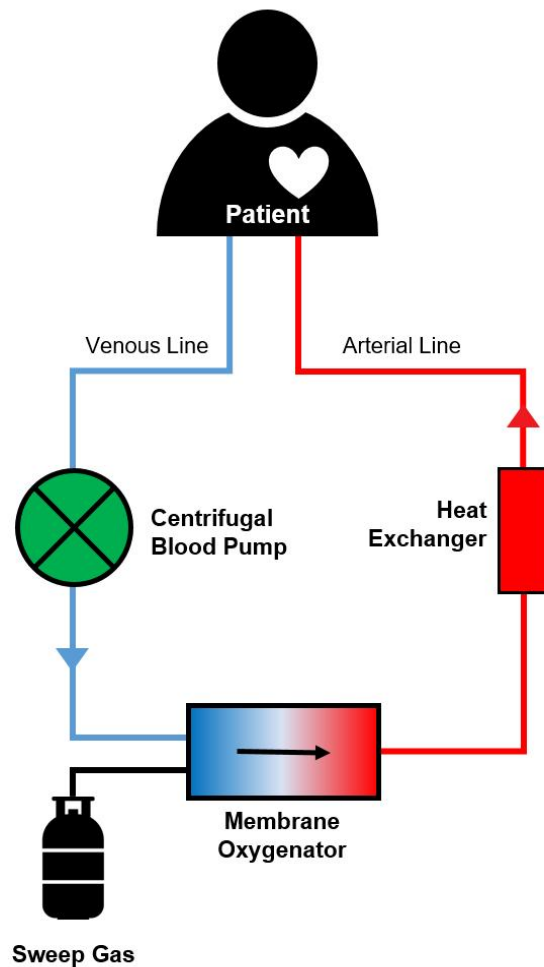 Patient
Venous Line
Arterial Line
Centrifugal
Blood Pump
Heat
Exchanger
Membrane
Oxygenator
Sweep Gas